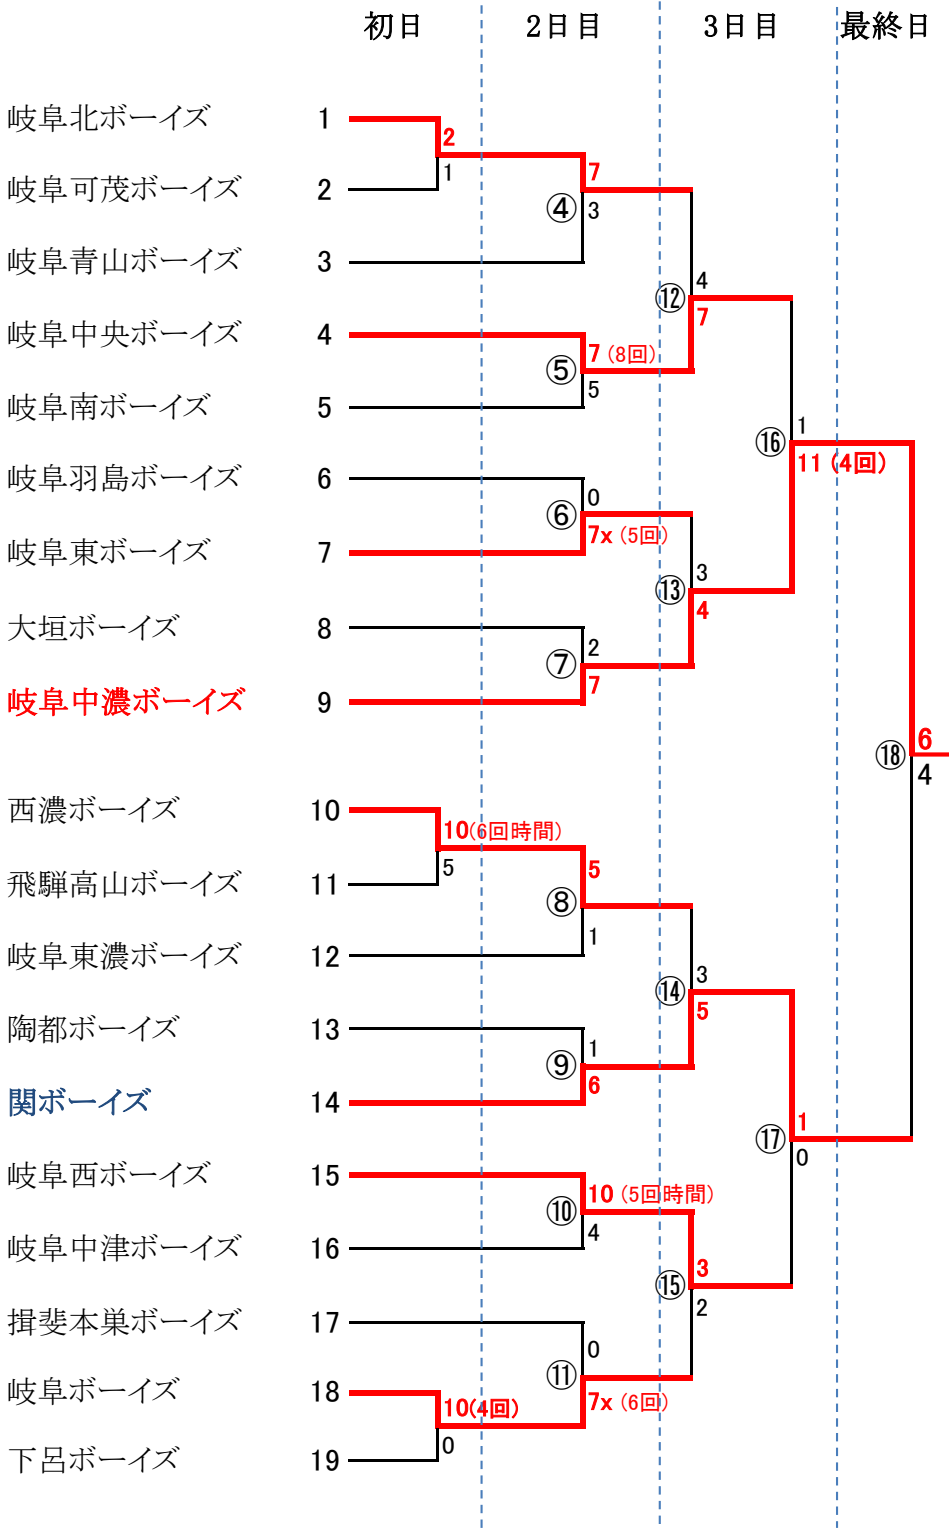 初日 2日目 3日目 最終日
岐阜北ボーイズ 1
2
1
岐阜可茂ボーイズ 2
7
④ 3
岐阜青山ボーイズ 3
4
⑫
7
岐阜中央ボーイズ 4
7 (8回)
⑤
5
岐阜南ボーイズ 5
1
⑯
11 (4回)
岐阜羽島ボーイズ 6
0
⑥
7x (5回)
岐阜東ボーイズ 7
3
⑬
4
大垣ボーイズ 8
2
⑦
7
岐阜中濃ボーイズ 9
6
⑱
4
西濃ボーイズ 10
10(6回時間)
5
飛騨高山ボーイズ 11
5
⑧
1
岐阜東濃ボーイズ 12
3
⑭
5
陶都ボーイズ 13
1
⑨
6
関ボーイズ 14
1
⑰
0
岐阜西ボーイズ 15
10 (5回時間)
⑩
4
岐阜中津ボーイズ 16
3
⑮
2
揖斐本巣ボーイズ 17
0
⑪
7x (6回)
岐阜ボーイズ 18
10(4回)
0
下呂ボーイズ 19